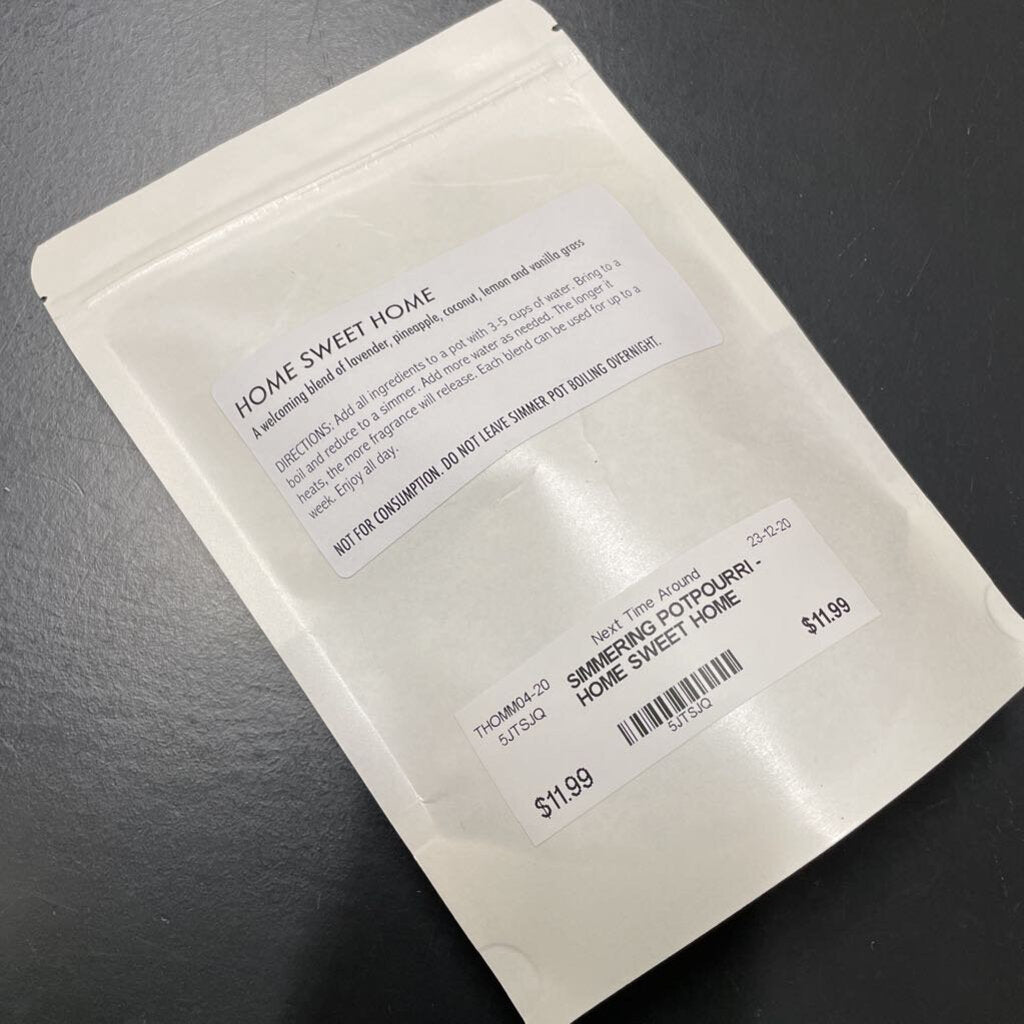 HOME SWEET HOME
A welcoming blend of lavender, pineapple, coconut, lemon and vanilla grass
DIRECTIONS: Add all ingredients to a pot with 3-5 cups of water. Bring to a
boil and reduce to a simmer. Add more water as needed. The longer it
heats, the more fragrance will release. Each blend can be used for up to a
week. Enjoy all day.
NOT FOR CONSUMPTION. DO NOT LEAVE SIMMER POT BOILING OVERNIGHT.
Next Time Around
23-12-20
THOMM04-20
5JTSJQ
SIMMERING POTPOURRI -
HOME SWEET HOME
5JTSJQ
$11.99
$11.99